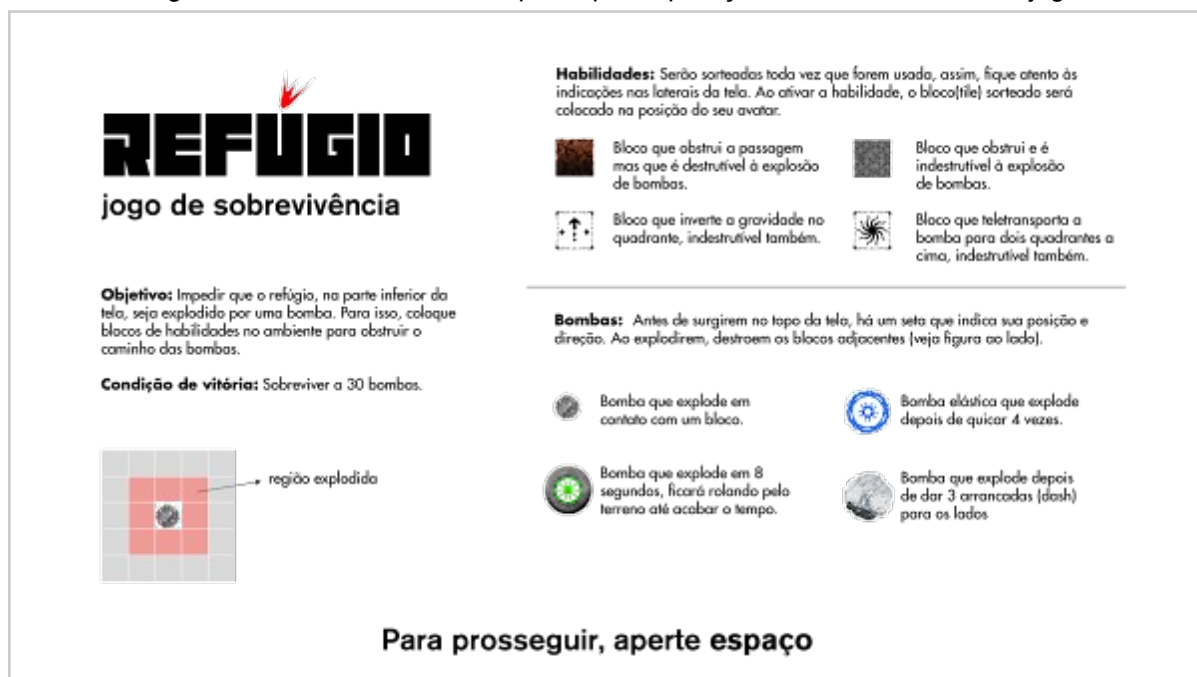 REFÚGIO
jogo de sobrevivência
Objetivo: Impedir que o refúgio, na parte inferior da
tela, seja explodido por uma bomba. Para isso, coloque
blocos de habilidades no ambiente para obstruir o
caminho das bombas.
Condição de vitória: Sobreviver a 30 bombas.
região explodida
Habilidades: Serão sorteadas toda vez que forem usada, assim, fique atento às
indicações nas laterais da tela. Ao ativar a habilidade, o bloco(tile) sorteado será
colocado na posição do seu avatar.
Bloco que obstrui a passagem
mas que é destrutível à explosão
de bombas.
Bloco que obstrui e é
indestrutível à explosão
de bombas.
Bloco que inverte a gravidade no
quadrante, indestrutível também.
Bloco que teletransporta a
bomba para dois quadrantes a
cima, indestrutível também.
Bombas: Antes de surgirem no topo da tela, há um seta que indica sua posição e
direção. Ao explodirem, destroem os blocos adjacentes (veja figura ao lado).
Bomba que explode em
contato com um bloco.
Bomba elástica que explode
depois de quicar 4 vezes.
Bomba que explode em 8
segundos, ficará rolando pelo
terreno até acabar o tempo.
Bomba que explode depois
de dar 3 arrancadas (dash)
para os lados
Para prosseguir, aperte espaço